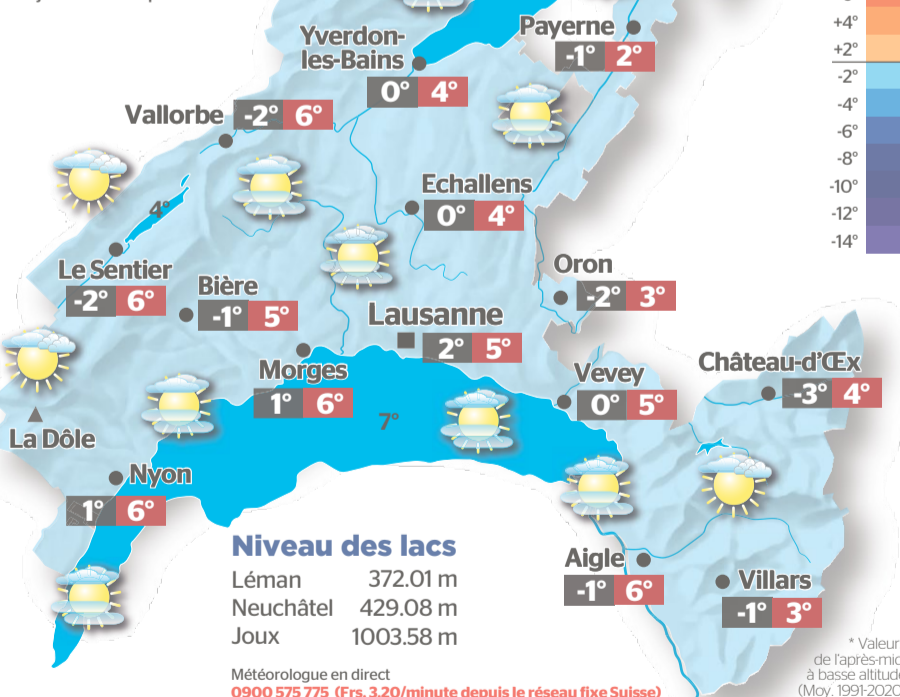 +4°
+2°
-2°
-4°
-6°
-8°
-10°
-12°
-14°
Payerne
-1° 2°
Yverdon-
les-Bains
0° 4°
Vallorbe -2° 6°
4°
Echallens
0° 4°
Le Sentier
-2° 6°
Bière
-1° 5°
Oron
-2° 3°
Lausanne
2° 5°
Morges
1° 6°
Vevey
0° 5°
Château-d'Œx
-3° 4°
7°
La Dôle
Nyon
1° 6°
Aigle
-1° 6°
Villars
-1° 3°
Niveau des lacs
Léman 372.01 m
Neuchâtel 429.08 m
Joux 1003.58 m
Météorologue en direct
0900 575 775 (Frs. 3.20/minute depuis le réseau fixe Suisse)
* Valeur
de l'après-mid
à basse altitude
(Moy. 1991-2020